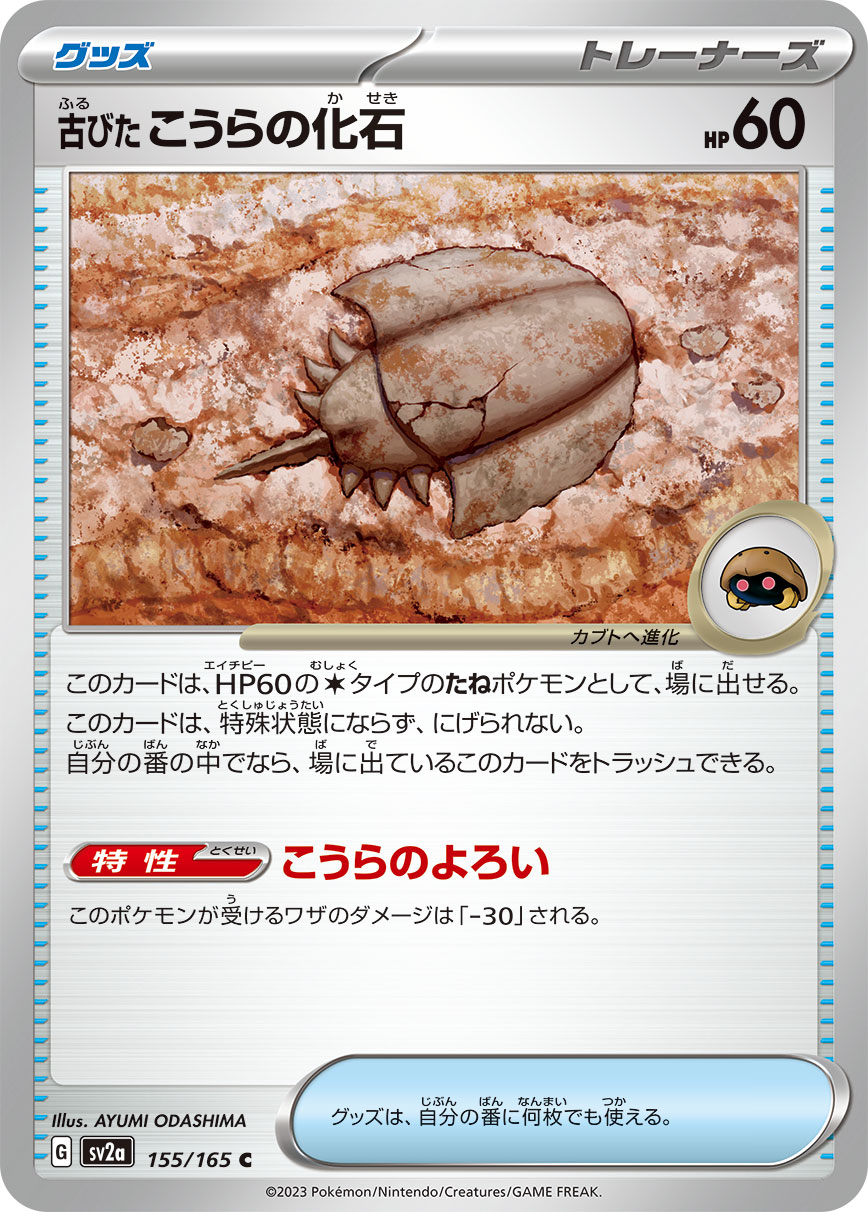 グッズ
トレーナーズ
ふる か せき
古びたこうらの化石
HP60
カブトへ進化
エイチピー むしょく ば だ
このカードは、HP60の★タイプのたねポケモンとして、場に出せる。
とくしゅじょうたい
このカードは、特殊状態にならず、にげられない。
じぶん ばん なか ば で
自分の番の中でなら、場に出ているこのカードをトラッシュできる。
特性 とくせい こうらのよろい
う
このポケモンが受けるワザのダメージは「-30」される。
じぶん ばん なんまい つか
グッズは、自分の番に何枚でも使える。
Illus. AYUMI ODASHIMA
G sv2a 155/165 C
©2023 Pokémon/Nintendo/Creatures/GAME FREAK.